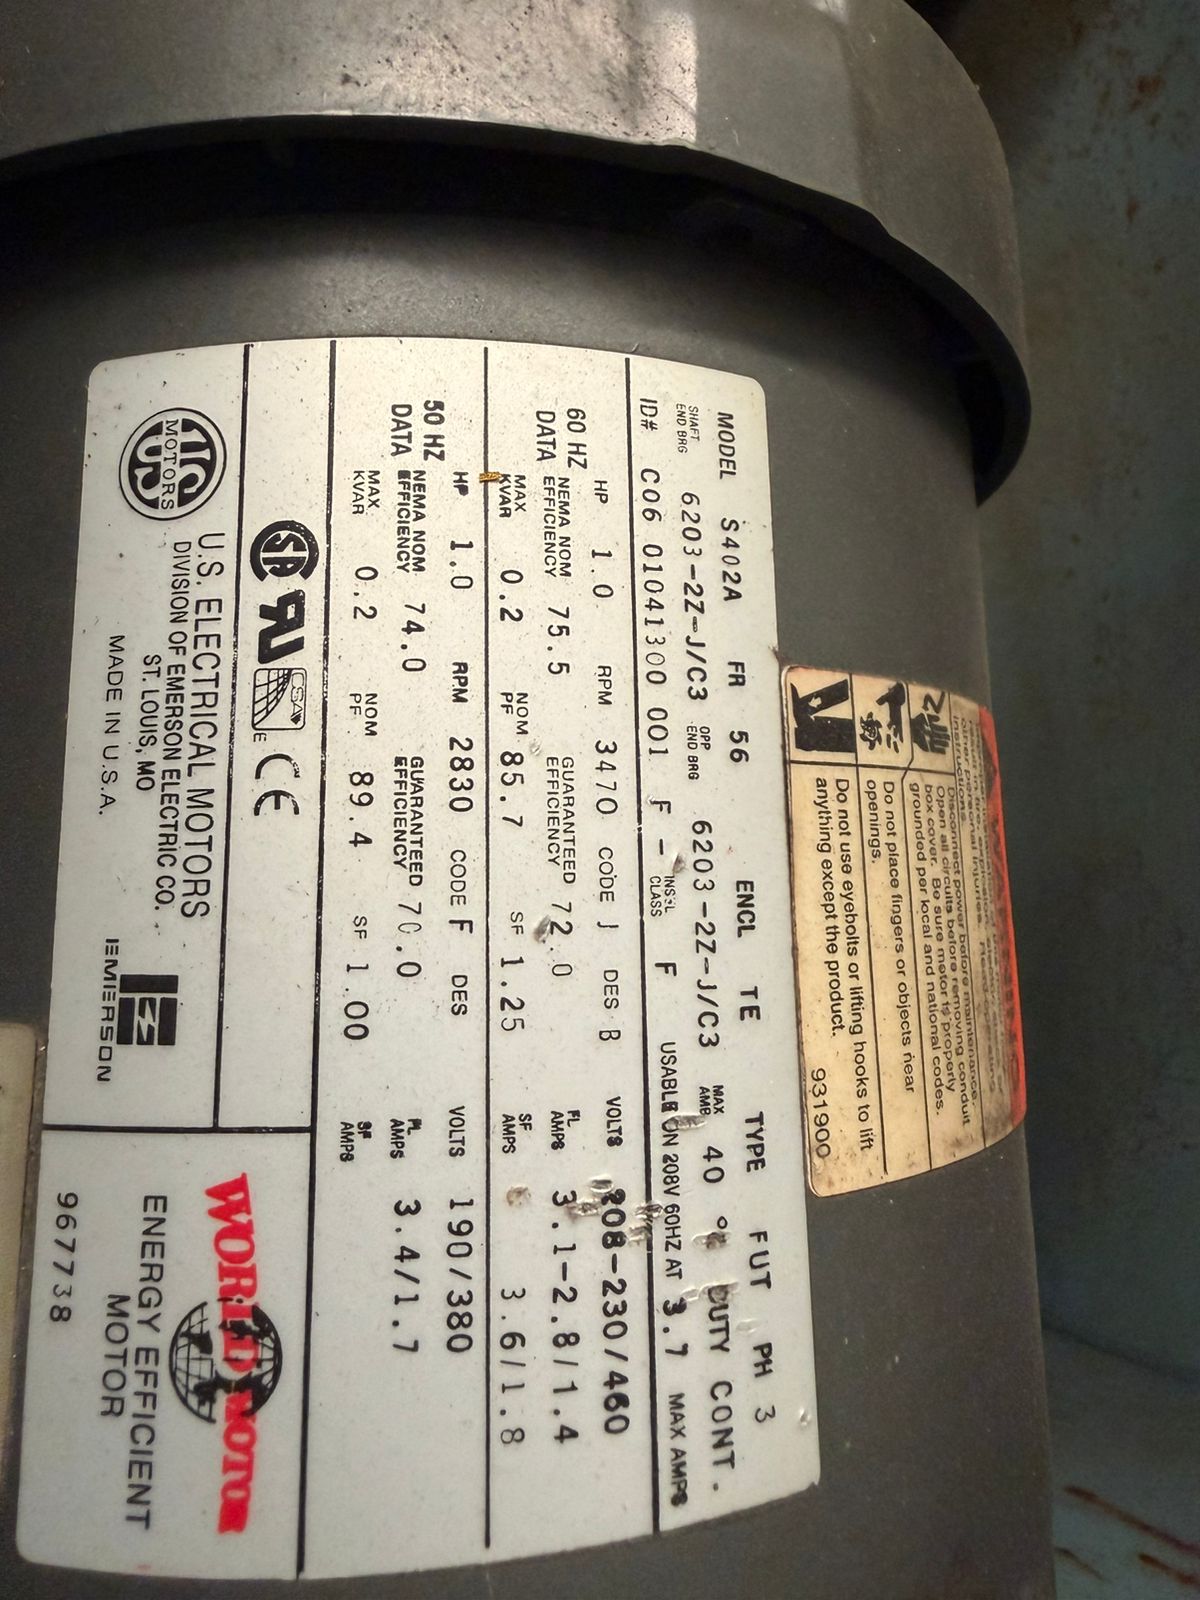 MODEL S402A FR 56 ENCL TE TYPE FUT PH 3
SHAFT END BRG 6203-2Z-J/C3 OPP END BRG 6203-2Z-J/C3 MAX AMB 40 °C DUTY CONT.
ID# C06 01041300 001 F - INSUL CLASS F USABLE ON 208V 60HZ AT 3.7 MAX AMPS
60 HZ DATA
HP 1.0 RPM 3470 CODE J DES B VOLTS 208-230/460
NEMA NOM EFFICIENCY 75.5 GUARANTEED EFFICIENCY 72.0 FL AMPS 3.1-2.8/1.4
MAX KVAR 0.2 NOM PF 85.7 SF 1.25 SF AMPS 3.6/1.8
50 HZ DATA
HP 1.0 RPM 2830 CODE F DES VOLTS 190/380
NEMA NOM EFFICIENCY 74.0 GUARANTEED EFFICIENCY 70.0 FL AMPS 3.4/1.7
MAX KVAR 0.2 NOM PF 89.4 SF 1.00 SF AMPS
SA CSA E CE
US MOTORS
U.S. ELECTRICAL MOTORS
DIVISION OF EMERSON ELECTRIC CO.
ST. LOUIS, MO
MADE IN U.S.A.
EMERSON
WORLD MOTOR
ENERGY EFFICIENT
MOTOR
967738
other personal injuries. Read operating
instructions.
Disconnect power before maintenance.
Open all circuits before removing conduit
box cover. Be sure motor is properly
grounded per local and national codes.
Do not place fingers or objects near
openings.
Do not use eyebolts or lifting hooks to lift
anything except the product.
931900